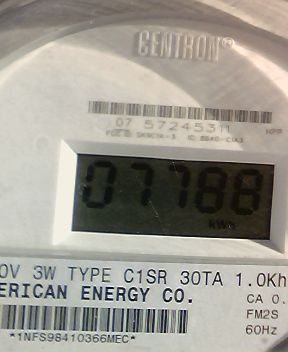 CENTRON®
07 57245311
07788
kWh
0V 3W TYPE C1SR 30TA 1.0Kh
ERICAN ENERGY CO.
CA 0.
FM2S
60Hz
*1NFS98410366MEC*